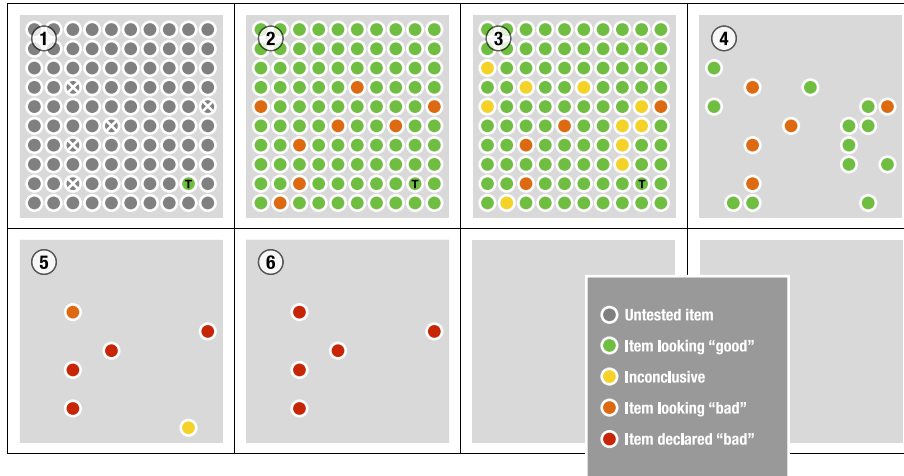 1
2
3
4
T
T
T
5
6
Untested item
Item looking “good”
Inconclusive
Item looking “bad”
Item declared “bad”